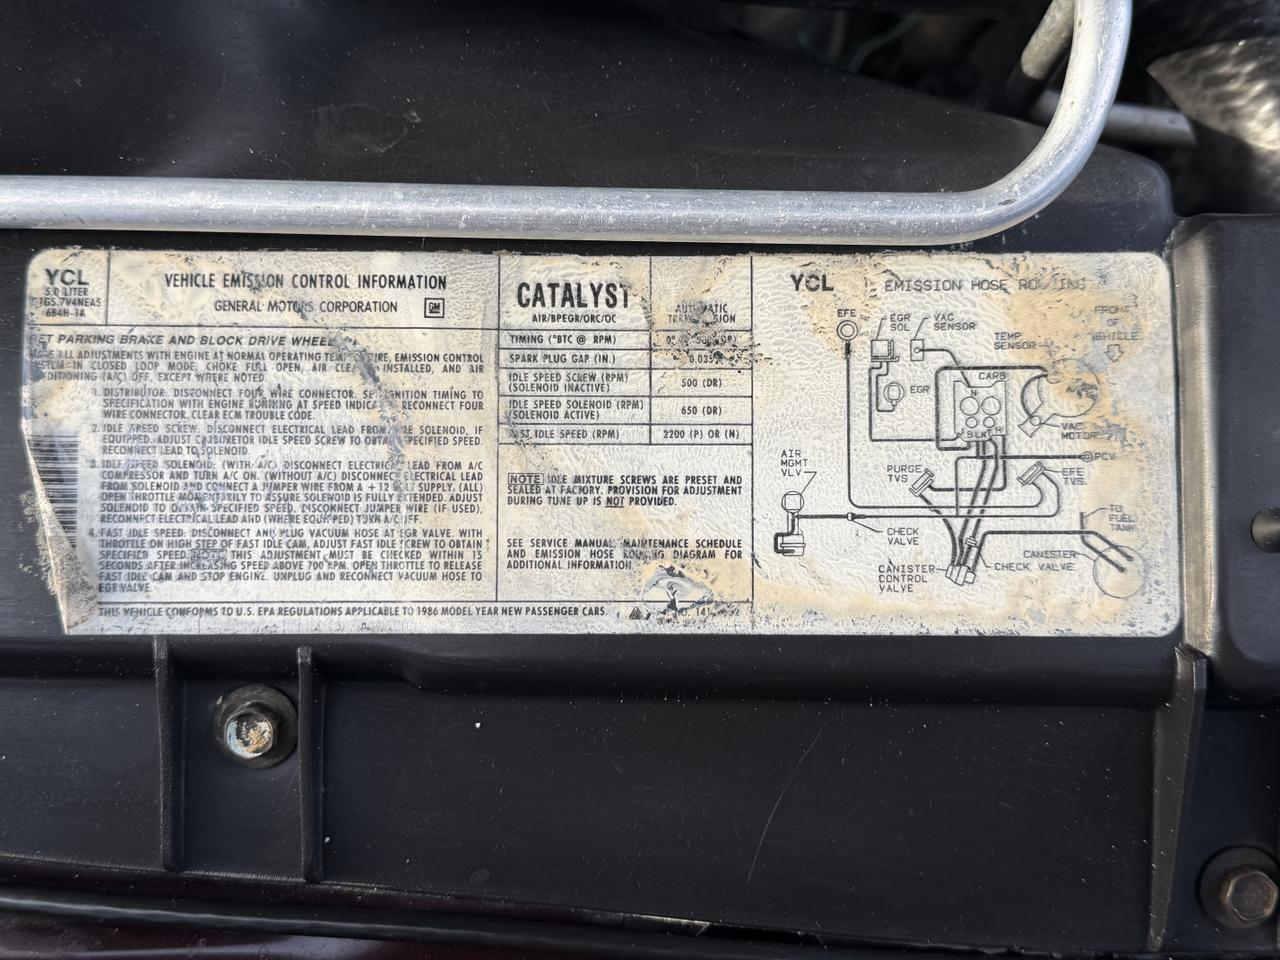 YCL
5.0 LITER
6B4H-1A
VEHICLE EMISSION CONTROL INFORMATION
GENERAL MOTORS CORPORATION GM
PARKING BRAKE AND BLOCK DRIVE
ALL ADJUSTMENTS WITH ENGINE AT NORMAL OPERATING EMISSION CONTROL
IN CLOSED LOOP MODE, CHOKE FULL OPEN, AIR INSTALLED, AND AIR
(A/C) OFF, EXCEPT WHERE NOTED.
1. DISTRIBUTOR: DISCONNECT FOUR WIRE CONNECTOR. IGNITION TIMING TO
SPECIFICATION WITH ENGINE RUNNING AT SPEED RECONNECT FOUR
WIRE CONNECTOR. CLEAR ECM TROUBLE CODE.
2. IDLE SPEED SCREW: DISCONNECT ELECTRICAL LEAD FROM SOLENOID, IF
EQUIPPED. ADJUST CARBURETOR IDLE SPEED SCREW TO OBTAIN SPECIFIED SPEED.
RECONNECT LEAD TO SOLENOID.
3. IDLE SPEED SOLENOID: (WITH A/C) DISCONNECT ELECTRICAL LEAD FROM A/C
COMPRESSOR AND TURN A/C ON. (WITHOUT A/C) DISCONNECT ELECTRICAL LEAD
FROM SOLENOID AND CONNECT A JUMPER WIRE FROM A +12 SUPPLY. (ALL)
OPEN THROTTLE MOMENTARILY TO ASSURE SOLENOID IS FULLY EXTENDED. ADJUST
SOLENOID TO OBTAIN SPECIFIED SPEED. DISCONNECT JUMPER WIRE (IF USED),
RECONNECT ELECTRICAL LEAD AND (WHERE EQUIPPED) TURN A/C OFF.
4. FAST IDLE SPEED: DISCONNECT AND PLUG VACUUM HOSE AT EGR VALVE. WITH
THROTTLE ON HIGH STEP OF FAST IDLE CAM, ADJUST FAST IDLE SCREW TO OBTAIN
SPECIFIED SPEED. NOTE THIS ADJUSTMENT MUST BE CHECKED WITHIN 15
SECONDS AFTER INCREASING SPEED ABOVE 700 RPM. OPEN THROTTLE TO RELEASE
FAST IDLE CAM AND STOP ENGINE. UNPLUG AND RECONNECT VACUUM HOSE TO
EGR VALVE.
THIS VEHICLE CONFORMS TO U.S. EPA REGULATIONS APPLICABLE TO 1986 MODEL YEAR NEW PASSENGER CARS.
CATALYST
AIR/BPEGR/ORC/OC
AUTOMATIC
TRANSMISSION
TIMING (°BTC @ RPM)
SPARK PLUG GAP (IN.) 0.035
IDLE SPEED SCREW (RPM)
(SOLENOID INACTIVE) 500 (DR)
IDLE SPEED SOLENOID (RPM)
(SOLENOID ACTIVE) 650 (DR)
FAST IDLE SPEED (RPM) 2200 (P) OR (N)
NOTE IDLE MIXTURE SCREWS ARE PRESET AND
SEALED AT FACTORY. PROVISION FOR ADJUSTMENT
DURING TUNE UP IS NOT PROVIDED.
SEE SERVICE MANUAL, MAINTENANCE SCHEDULE
AND EMISSION HOSE ROUTING DIAGRAM FOR
ADDITIONAL INFORMATION.
YCL EMISSION HOSE ROUTING
FRONT
OF
VEHICLE
EFE
EGR
SOL
VAC
SENSOR
TEMP
SENSOR
CARB
EGR
VAC
MOTOR
PCV
AIR
MGMT
VLV
PURGE
TVS
EFE
TVS
TO
FUEL
TANK
CHECK
VALVE
CANISTER
CANISTER
CONTROL
VALVE
CHECK VALVE